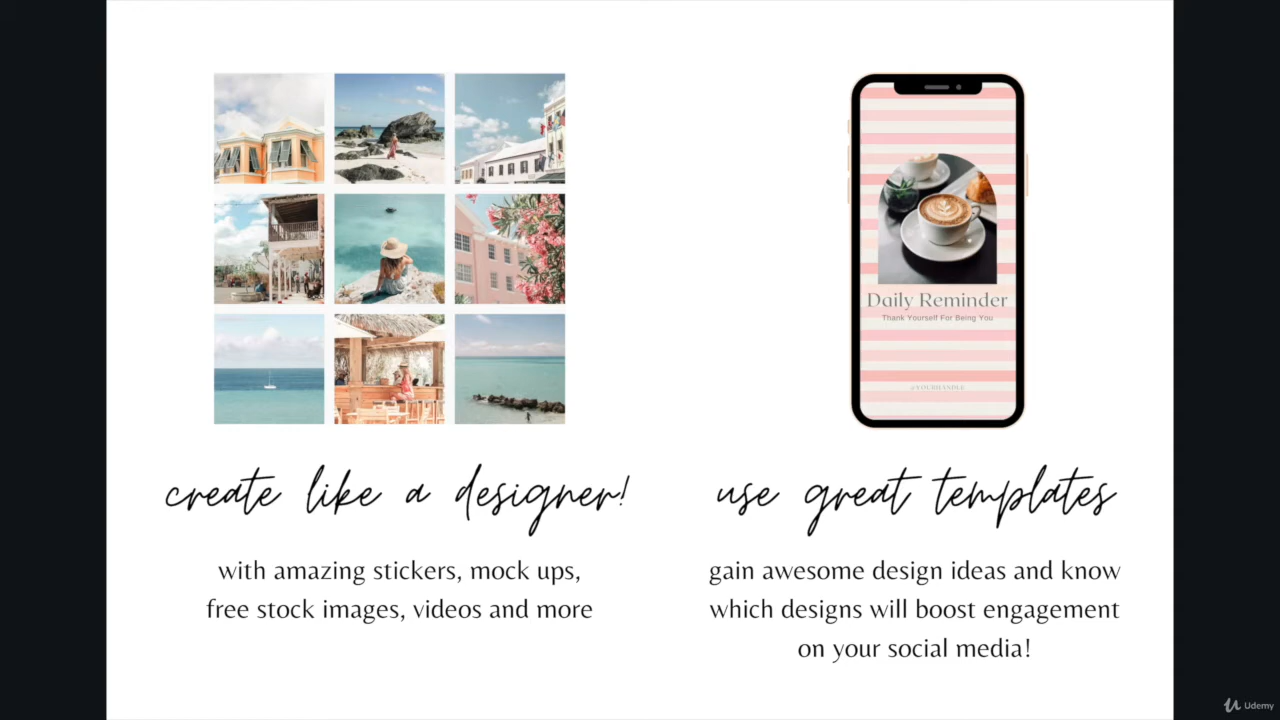 create like a designer!
with amazing stickers, mock ups,
free stock images, videos and more
Daily Reminder
Thank Yourself For Being You
@YOURHANDLE
use great templates
gain awesome design ideas and know
which designs will boost engagement
on your social media!
Udemy